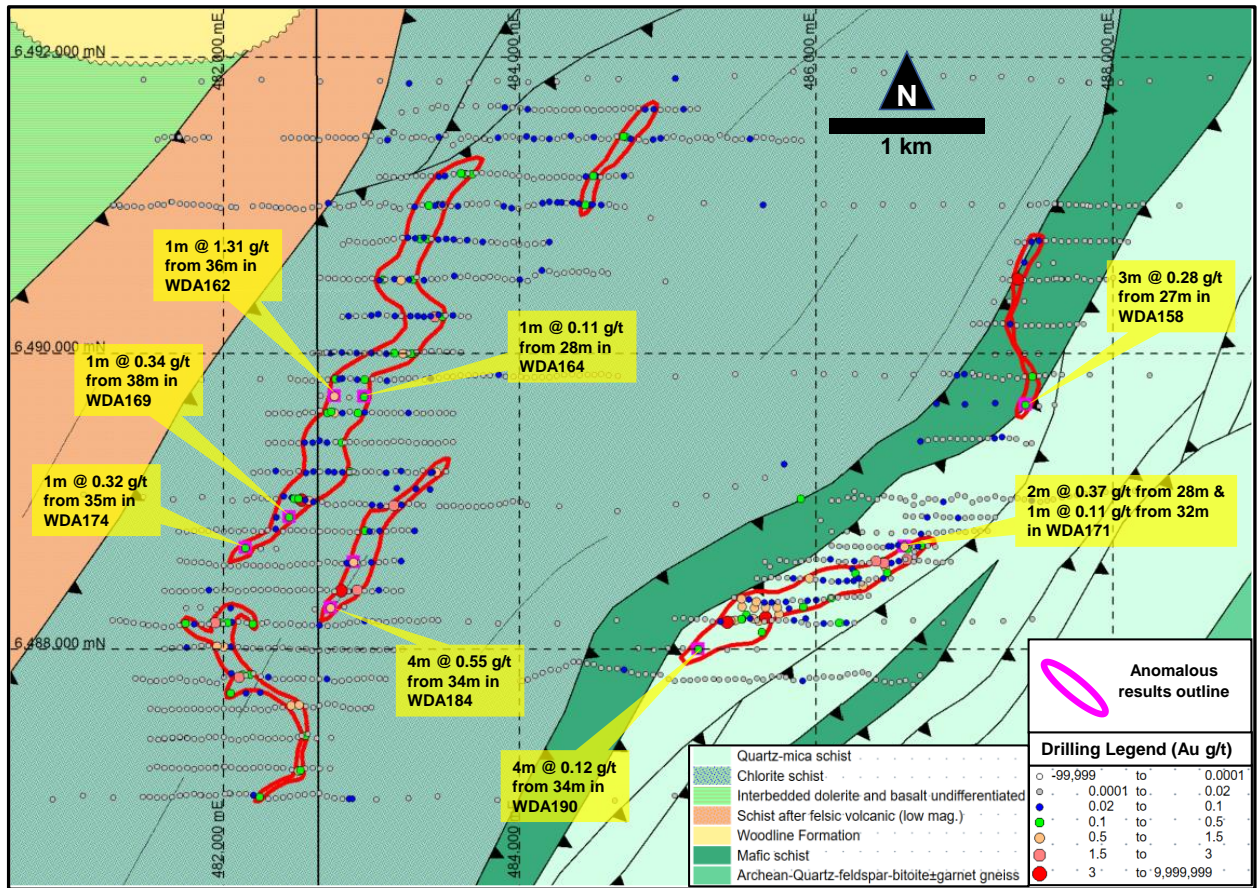 6,492,000 mN
482,000 mE
484,000 mE
486,000 mE
488,000 mE
N
1 km
1m @ 1.31 g/t
from 36m in
WDA162
3m @ 0.28 g/t
from 27m in
WDA158
1m @ 0.11 g/t
from 28m in
WDA164
6,490,000 mN
1m @ 0.34 g/t
from 38m in
WDA169
1m @ 0.32 g/t
from 35m in
WDA174
2m @ 0.37 g/t from 28m &
1m @ 0.11 g/t from 32m
in WDA171
6,488,000 mN
4m @ 0.55 g/t
from 34m in
WDA184
4m @ 0.12 g/t
from 34m in
WDA190
482,000 mE
484,000 mE
Quartz-mica schist
Chlorite schist
Interbedded dolerite and basalt undifferentiated
Schist after felsic volcanic (low mag.)
Woodline Formation
Mafic schist
Archean-Quartz-feldspar-bitoite±garnet gneiss
Anomalous
results outline
Drilling Legend (Au g/t)
-99,999 to 0.0001
0.0001 to 0.02
0.02 to 0.1
0.1 to 0.5
0.5 to 1.5
1.5 to 3
3 to 9,999,999